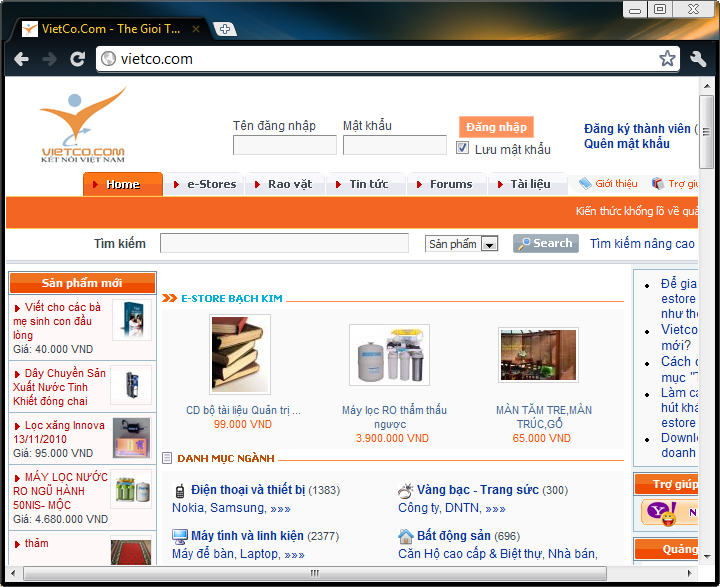 VietCo.Com - The Gioi T...
vietco.com
VIETCO.COM
KẾT NỐI VIỆT NAM
Tên đăng nhập
Mật khẩu
Đăng nhập
Lưu mật khẩu
Đăng ký thành viên (
Quên mật khẩu
Home
e-Stores
Rao vặt
Tin tức
Forums
Tài liệu
Giới thiệu
Trợ giú
Kiến thức khổng lồ về quả
Tìm kiếm
Sản phẩm
Search
Tìm kiếm nâng cao
Sản phẩm mới
Viết cho các bà
mẹ sinh con đầu
lòng
Giá: 40.000 VND
Dây Chuyền Sản
Xuất Nước Tinh
Khiết đóng chai
Lọc xăng Innova
13/11/2010
Giá: 95.000 VND
MÁY LỌC NƯỚC
RO NGŨ HÀNH
50NIS- MỘC
Giá: 4.680.000 VND
thảm
E-STORE BẠCH KIM
CD bộ tài liệu Quản trị ...
99.000 VND
Máy lọc RO thẩm thấu
ngược
3.900.000 VND
MÀN TĂM TRE,MÀN
TRÚC,GỖ
65.000 VND
DANH MỤC NGÀNH
Điện thoại và thiết bị (1383)
Nokia, Samsung, »»»
Vàng bạc - Trang sức (300)
Công ty, DNTN, »»»
Máy tính và linh kiện (2377)
Máy để bàn, Laptop, »»»
Bất động sản (696)
Căn Hộ cao cấp & Biệt thự, Nhà bán,
Để gia
estore
như thế
Vietco
mới?
Cách c
mục "T
Làm cá
hút khá
estore
Downlo
doanh
Trợ giúp
Y!
N
Quảng